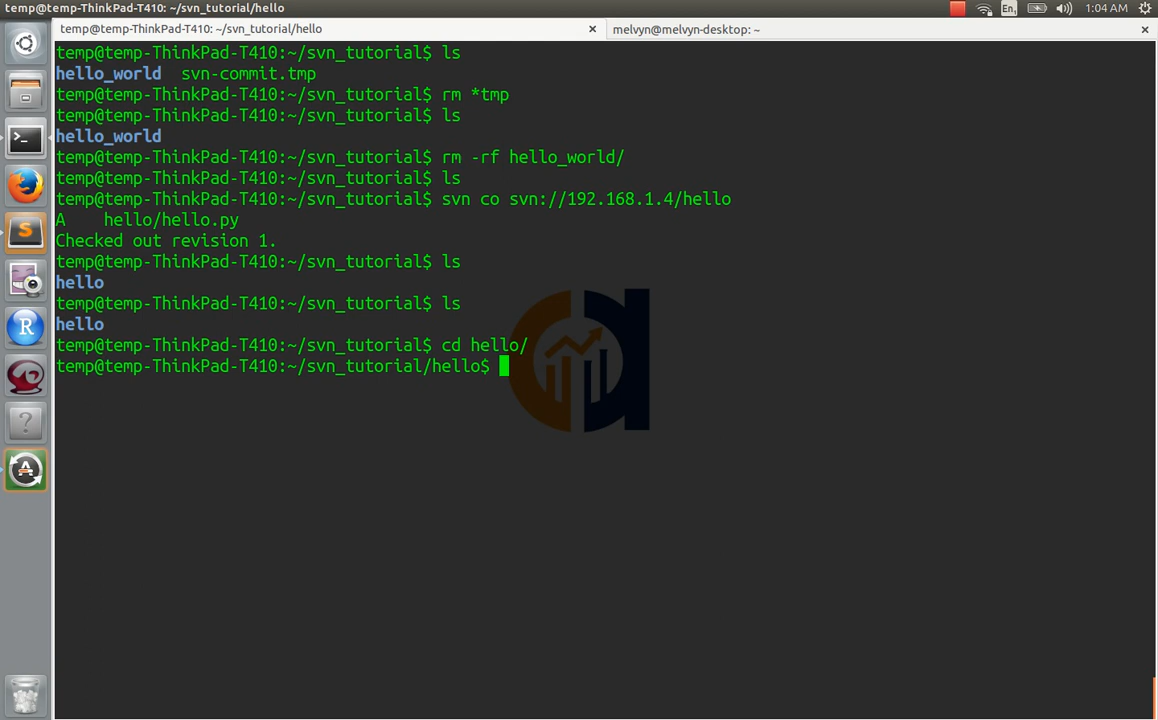 temp@temp-ThinkPad-T410: ~/svn_tutorial/hello
En
1:04 AM
temp@temp-ThinkPad-T410: ~/svn_tutorial/hello
melvyn@melvyn-desktop: ~
temp@temp-ThinkPad-T410:~/svn_tutorial$ ls
hello_world  svn-commit.tmp
temp@temp-ThinkPad-T410:~/svn_tutorial$ rm *tmp
temp@temp-ThinkPad-T410:~/svn_tutorial$ ls
hello_world
temp@temp-ThinkPad-T410:~/svn_tutorial$ rm -rf hello_world/
temp@temp-ThinkPad-T410:~/svn_tutorial$ ls
temp@temp-ThinkPad-T410:~/svn_tutorial$ svn co svn://192.168.1.4/hello
A    hello/hello.py
Checked out revision 1.
temp@temp-ThinkPad-T410:~/svn_tutorial$ ls
hello
temp@temp-ThinkPad-T410:~/svn_tutorial$ ls
hello
temp@temp-ThinkPad-T410:~/svn_tutorial$ cd hello/
temp@temp-ThinkPad-T410:~/svn_tutorial/hello$